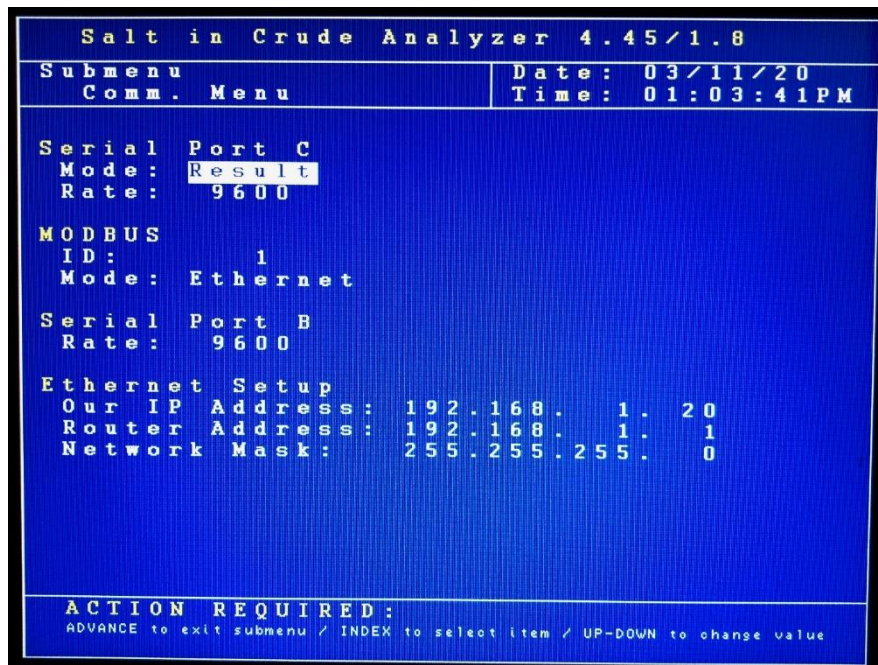 Salt in Crude Analyzer 4.45/1.8
Submenu
Date: 03/11/20
Comm. Menu
Time: 01:03:41PM
Serial Port C
Mode: Result
Rate: 9600
MODBUS
ID: 1
Mode: Ethernet
Serial Port B
Rate: 9600
Ethernet Setup
Our IP Address: 192.168. 1. 20
Router Address: 192.168. 1. 1
Network Mask: 255.255.255. 0
ACTION REQUIRED:
ADVANCE to exit submenu / INDEX to select item / UP-DOWN to change value